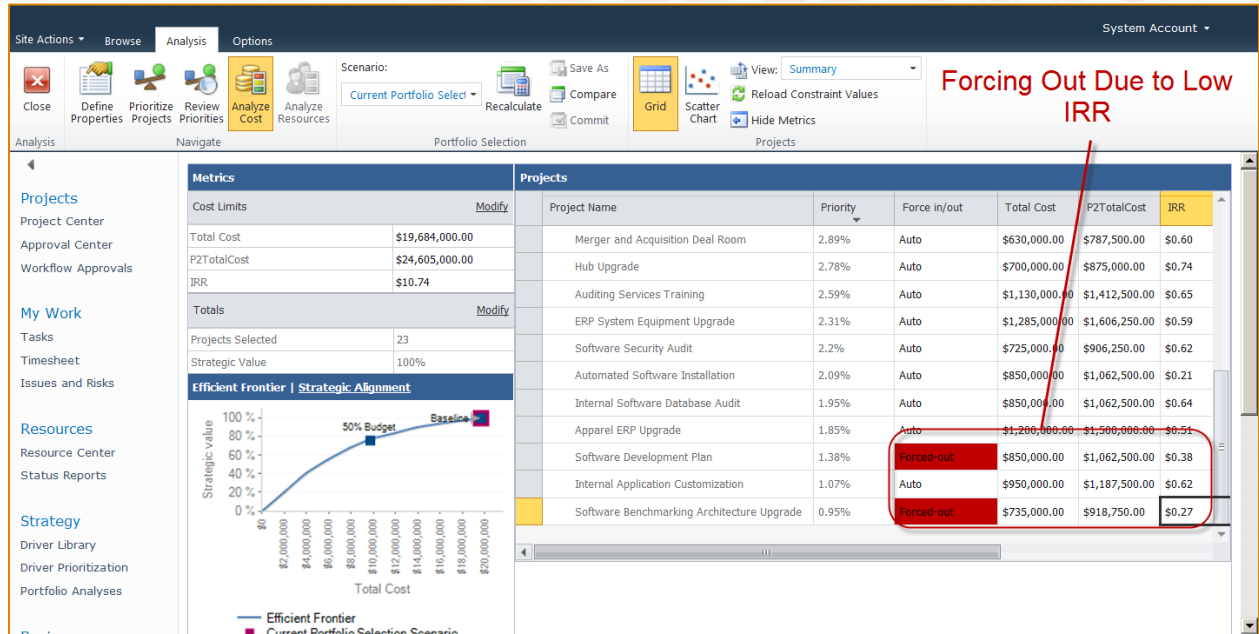 System Account
Site Actions Browse Analysis Options
Close
Define Properties
Prioritize Projects
Review Priorities
Analyze Cost
Analyze Resources
Scenario:
Current Portfolio Select
Recalculate
Save As
Compare
Commit
Grid
Scatter Chart
View: Summary
Reload Constraint Values
Hide Metrics
Analysis Navigate Portfolio Selection Projects
Forcing Out Due to Low
IRR
Projects
Project Center
Approval Center
Workflow Approvals
My Work
Tasks
Timesheet
Issues and Risks
Resources
Resource Center
Status Reports
Strategy
Driver Library
Driver Prioritization
Portfolio Analyses
Metrics
Cost Limits Modify
Total Cost $19,684,000.00
P2TotalCost $24,605,000.00
IRR $10.74
Totals Modify
Projects Selected 23
Strategic Value 100%
Efficient Frontier | Strategic Alignment
Strategic value
100 %
80 %
60 %
40 %
20 %
0 %
50% Budget
Baseline
$0
$2,000,000
$4,000,000
$6,000,000
$8,000,000
$10,000,000
$12,000,000
$14,000,000
$16,000,000
$18,000,000
$20,000,000
Total Cost
Efficient Frontier
Current Portfolio Selection Scenario
Projects
Project Name Priority Force in/out Total Cost P2TotalCost IRR
Merger and Acquisition Deal Room 2.89% Auto $630,000.00 $787,500.00 $0.60
Hub Upgrade 2.78% Auto $700,000.00 $875,000.00 $0.74
Auditing Services Training 2.59% Auto $1,130,000.00 $1,412,500.00 $0.65
ERP System Equipment Upgrade 2.31% Auto $1,285,000.00 $1,606,250.00 $0.59
Software Security Audit 2.2% Auto $725,000.00 $906,250.00 $0.62
Automated Software Installation 2.09% Auto $850,000.00 $1,062,500.00 $0.21
Internal Software Database Audit 1.95% Auto $850,000.00 $1,062,500.00 $0.64
Apparel ERP Upgrade 1.85% Auto $1,200,000.00 $1,500,000.00 $0.51
Software Development Plan 1.38% Forced-out $850,000.00 $1,062,500.00 $0.38
Internal Application Customization 1.07% Auto $950,000.00 $1,187,500.00 $0.62
Software Benchmarking Architecture Upgrade 0.95% Forced-out $735,000.00 $918,750.00 $0.27